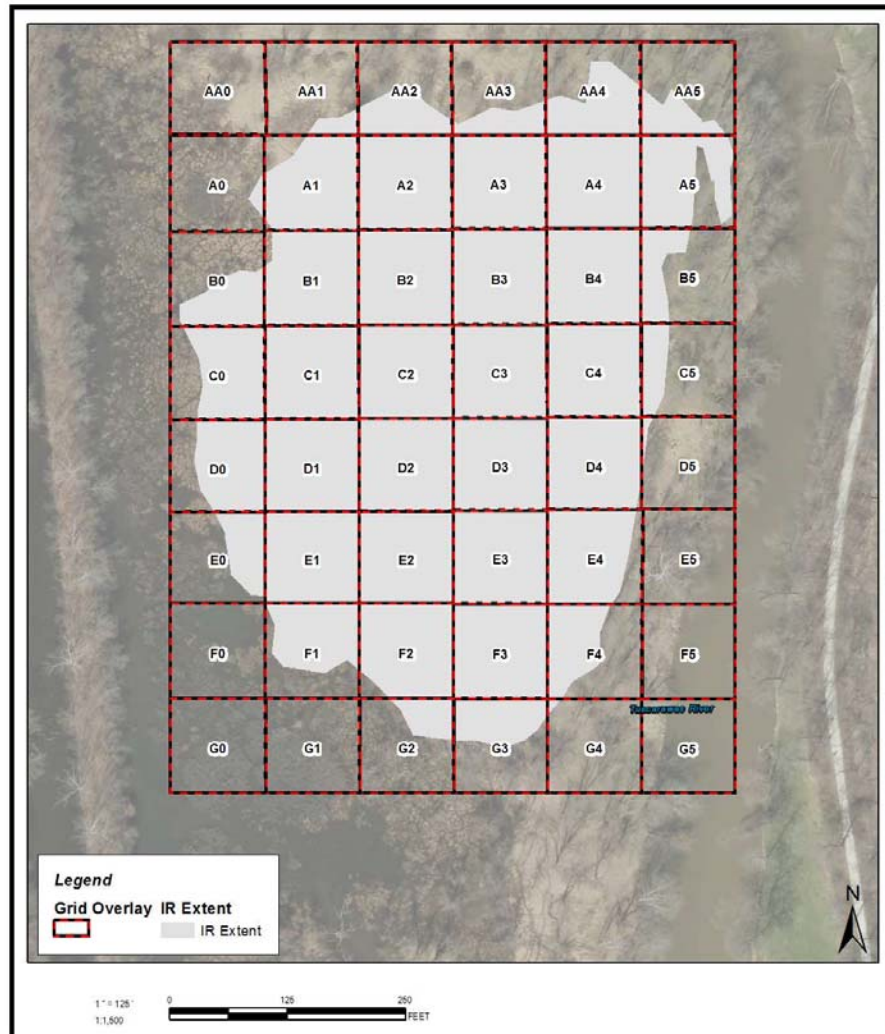 AA0 AA1 AA2 AA3 AA4 AA5
A0 A1 A2 A3 A4 A5
B0 B1 B2 B3 B4 B5
C0 C1 C2 C3 C4 C5
D0 D1 D2 D3 D4 D5
E0 E1 E2 E3 E4 E5
F0 F1 F2 F3 F4 F5
Tuscarawas River
G0 G1 G2 G3 G4 G5
Legend
Grid Overlay IR Extent
IR Extent
N
1" = 125'
1:1,500
0 125 250
FEET